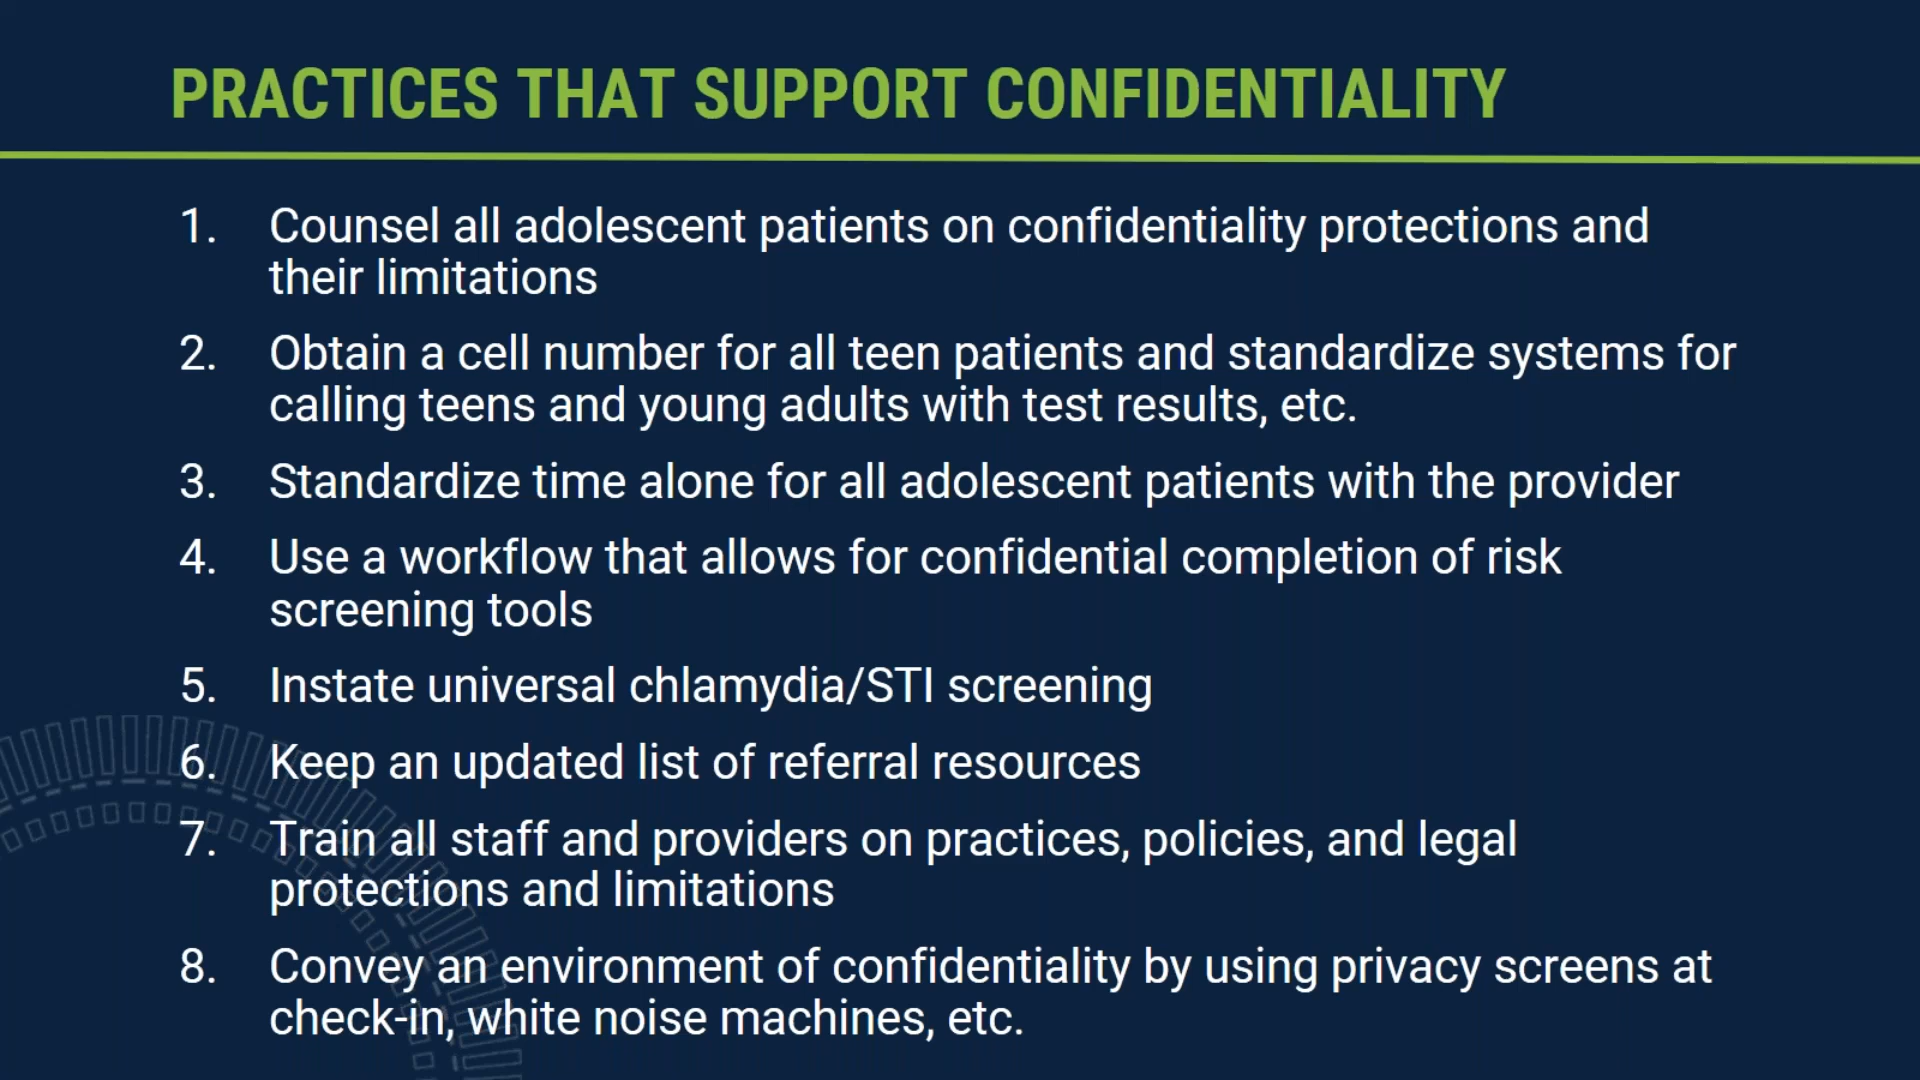 PRACTICES THAT SUPPORT CONFIDENTIALITY
1. Counsel all adolescent patients on confidentiality protections and
their limitations
2. Obtain a cell number for all teen patients and standardize systems for
calling teens and young adults with test results, etc.
3. Standardize time alone for all adolescent patients with the provider
4. Use a workflow that allows for confidential completion of risk
screening tools
5. Instate universal chlamydia/STI screening
6. Keep an updated list of referral resources
7. Train all staff and providers on practices, policies, and legal
protections and limitations
8. Convey an environment of confidentiality by using privacy screens at
check-in, white noise machines, etc.